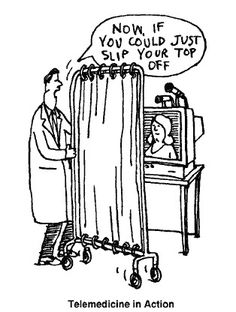 NOW, IF
YOU COULD JUST
SLIP YOUR TOP
OFF
Telemedicine in Action